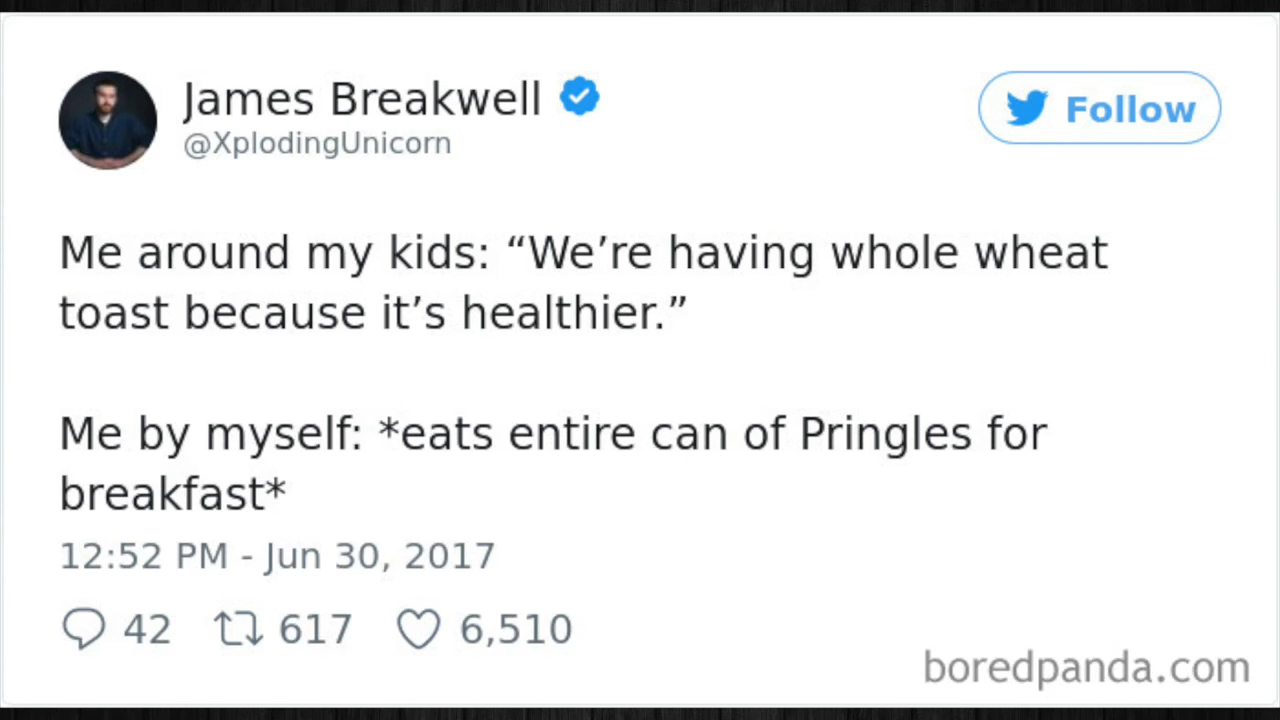 James Breakwell
@XplodingUnicorn
Follow
Me around my kids: “We’re having whole wheat
toast because it’s healthier.”
Me by myself: *eats entire can of Pringles for
breakfast*
12:52 PM - Jun 30, 2017
42 617 6,510
boredpanda.com